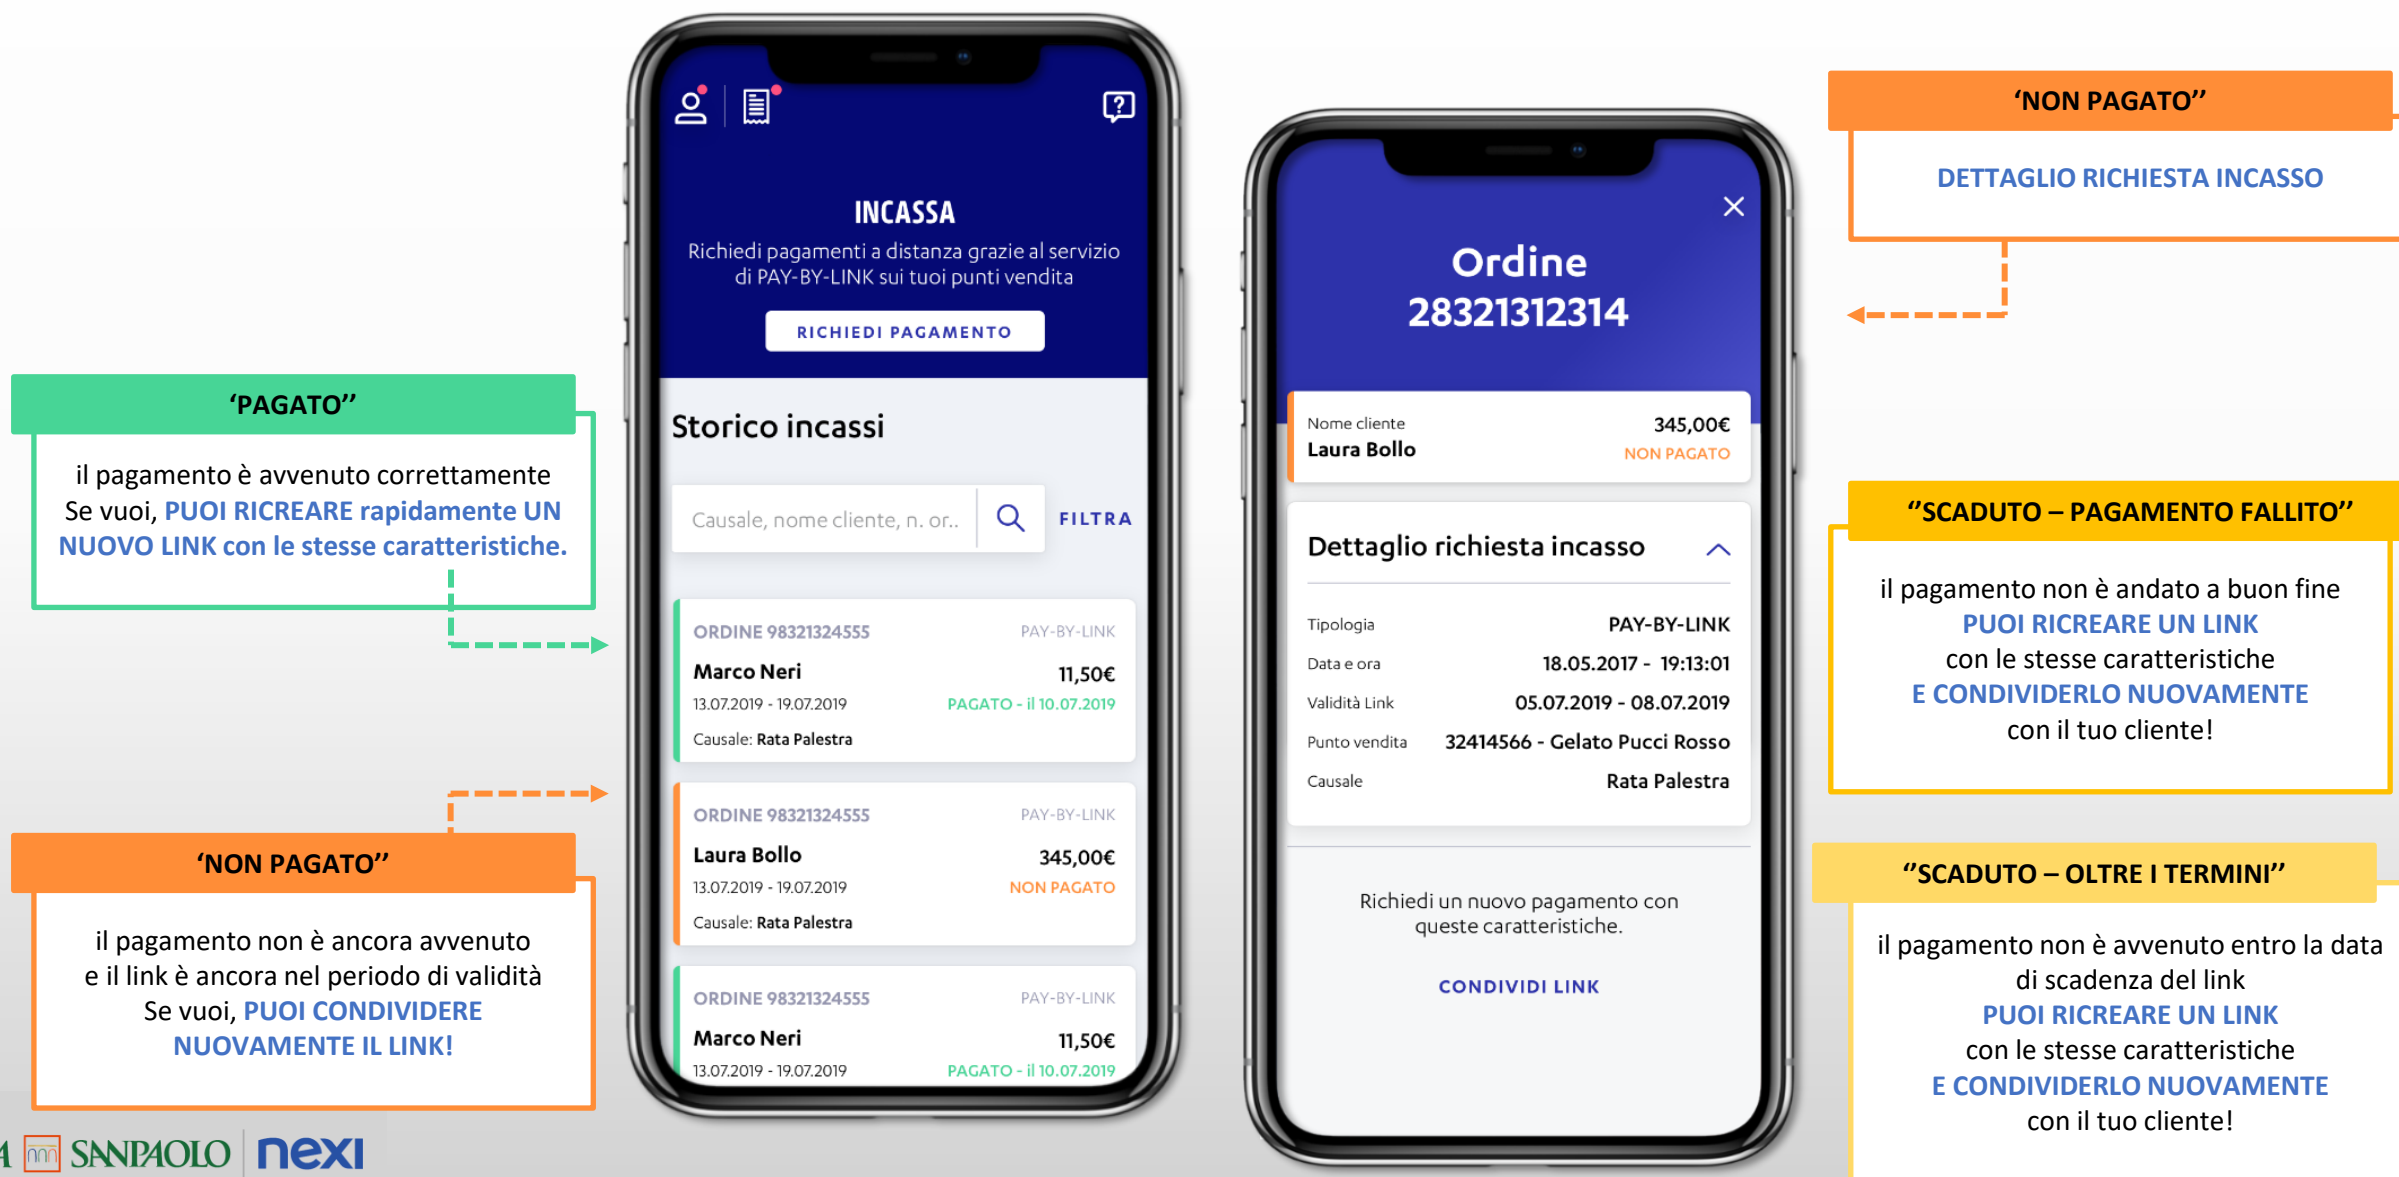 ‘PAGATO’’
il pagamento è avvenuto correttamente
Se vuoi, PUOI RICREARE rapidamente UN
NUOVO LINK con le stesse caratteristiche.
‘NON PAGATO’’
il pagamento non è ancora avvenuto
e il link è ancora nel periodo di validità
Se vuoi, PUOI CONDIVIDERE
NUOVAMENTE IL LINK!
INCASSA
Richiedi pagamenti a distanza grazie al servizio
di PAY-BY-LINK sui tuoi punti vendita
RICHIEDI PAGAMENTO
Storico incassi
Causale, nome cliente, n. or..
FILTRA
ORDINE 98321324555 PAY-BY-LINK
Marco Neri 11,50€
13.07.2019 - 19.07.2019 PAGATO - il 10.07.2019
Causale: Rata Palestra
ORDINE 98321324555 PAY-BY-LINK
Laura Bollo 345,00€
13.07.2019 - 19.07.2019 NON PAGATO
Causale: Rata Palestra
ORDINE 98321324555 PAY-BY-LINK
Marco Neri 11,50€
13.07.2019 - 19.07.2019 PAGATO - il 10.07.2019
Ordine
28321312314
Nome cliente 345,00€
Laura Bollo NON PAGATO
Dettaglio richiesta incasso
Tipologia PAY-BY-LINK
Data e ora 18.05.2017 - 19:13:01
Validità Link 05.07.2019 - 08.07.2019
Punto vendita 32414566 - Gelato Pucci Rosso
Causale Rata Palestra
Richiedi un nuovo pagamento con
queste caratteristiche.
CONDIVIDI LINK
‘NON PAGATO’’
DETTAGLIO RICHIESTA INCASSO
‘’SCADUTO – PAGAMENTO FALLITO’’
il pagamento non è andato a buon fine
PUOI RICREARE UN LINK
con le stesse caratteristiche
E CONDIVIDERLO NUOVAMENTE
con il tuo cliente!
‘’SCADUTO – OLTRE I TERMINI’’
il pagamento non è avvenuto entro la data
di scadenza del link
PUOI RICREARE UN LINK
con le stesse caratteristiche
E CONDIVIDERLO NUOVAMENTE
con il tuo cliente!
A SANPAOLO nexi